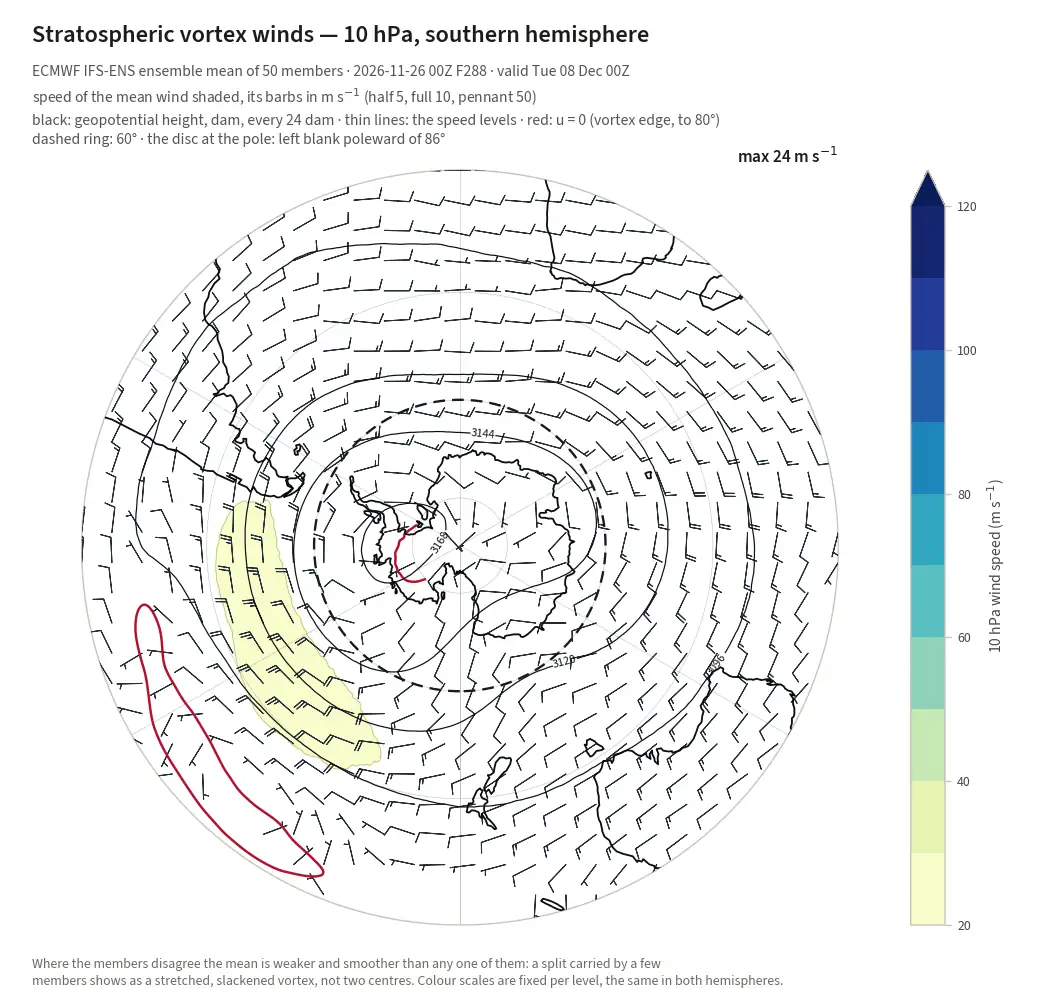 Stratospheric vortex winds — 10 hPa, southern hemisphere
ECMWF IFS-ENS ensemble mean of 50 members · 2026-11-26 00Z F288 · valid Tue 08 Dec 00Z
speed of the mean wind shaded, its barbs in m s⁻¹ (half 5, full 10, pennant 50)
black: geopotential height, dam, every 24 dam · thin lines: the speed levels · red: u = 0 (vortex edge, to 80°)
dashed ring: 60° · the disc at the pole: left blank poleward of 86°
max 24 m s⁻¹
120
100
80
60
40
20
10 hPa wind speed (m s⁻¹)
3144
3168
3120
3096
Where the members disagree the mean is weaker and smoother than any one of them: a split carried by a few
members shows as a stretched, slackened vortex, not two centres. Colour scales are fixed per level, the same in both hemispheres.